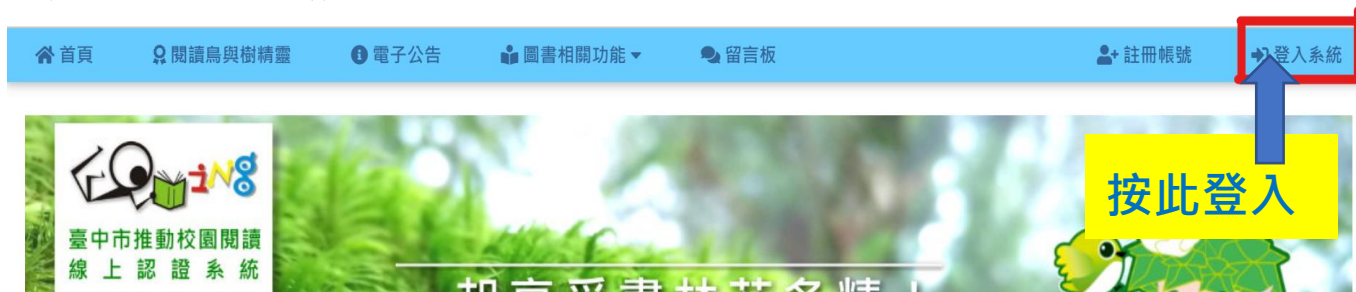 首頁
閱讀鳥與樹精靈
電子公告
圖書相關功能
留言板
註冊帳號
登入系統
按此登入
臺中市推動校園閱讀
線上認證系統